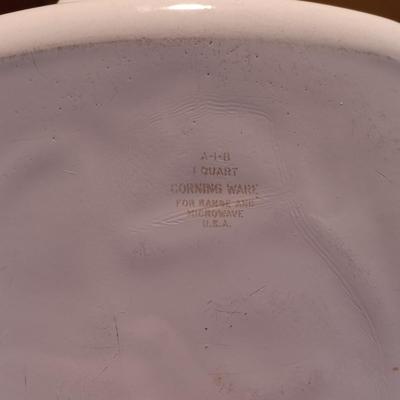 A-1-B
1 QUART
CORNING WARE
FOR RANGE AND
MICROWAVE
U.S.A.